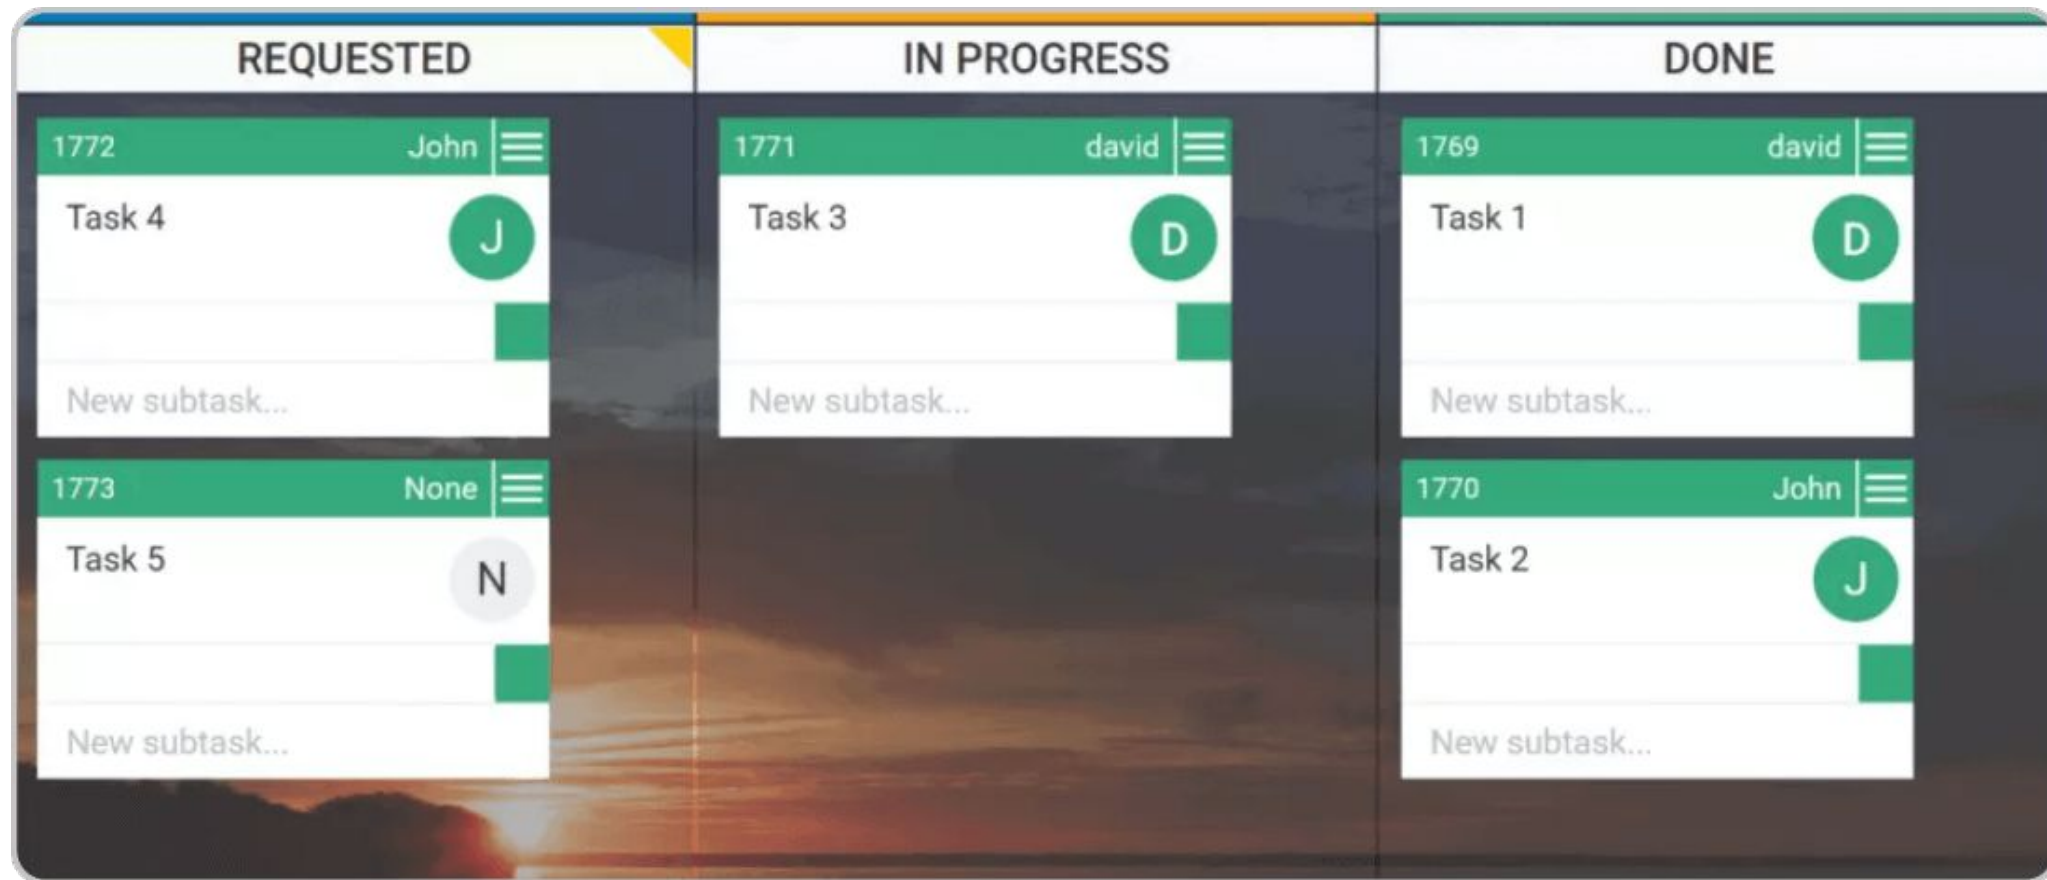 REQUESTED
IN PROGRESS
DONE
1772 John
Task 4
J
New subtask...
1773 None
Task 5
N
New subtask...
1771 david
Task 3
D
New subtask...
1769 david
Task 1
D
New subtask...
1770 John
Task 2
J
New subtask...